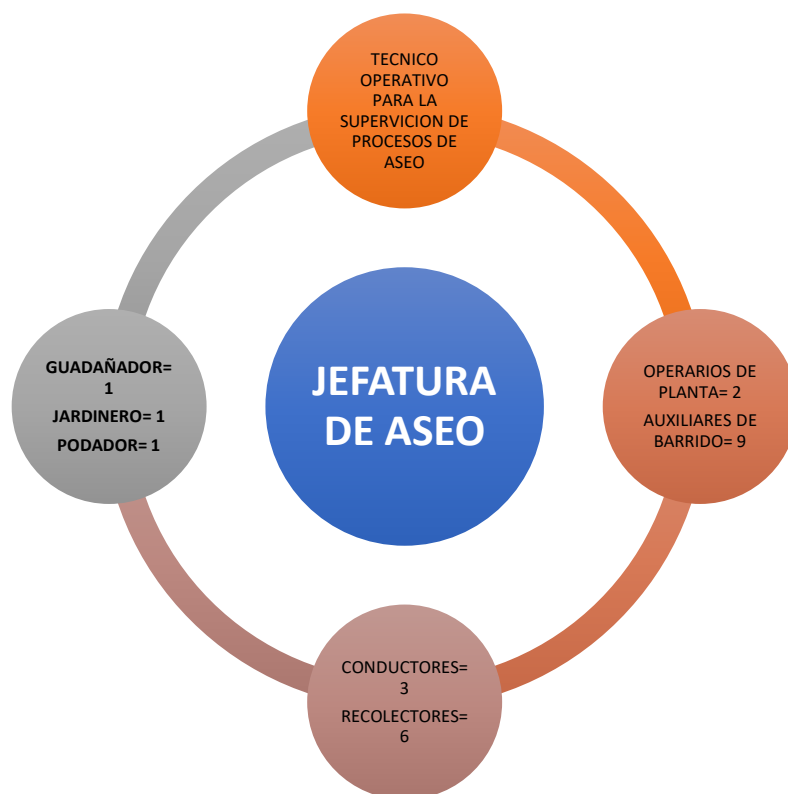 TECNICO
OPERATIVO
PARA LA
SUPERVICION DE
PROCESOS DE
ASEO
JEFATURA
DE ASEO
GUADAÑADOR=
1
JARDINERO= 1
PODADOR= 1
OPERARIOS DE
PLANTA= 2
AUXILIARES DE
BARRIDO= 9
CONDUCTORES=
3
RECOLECTORES=
6